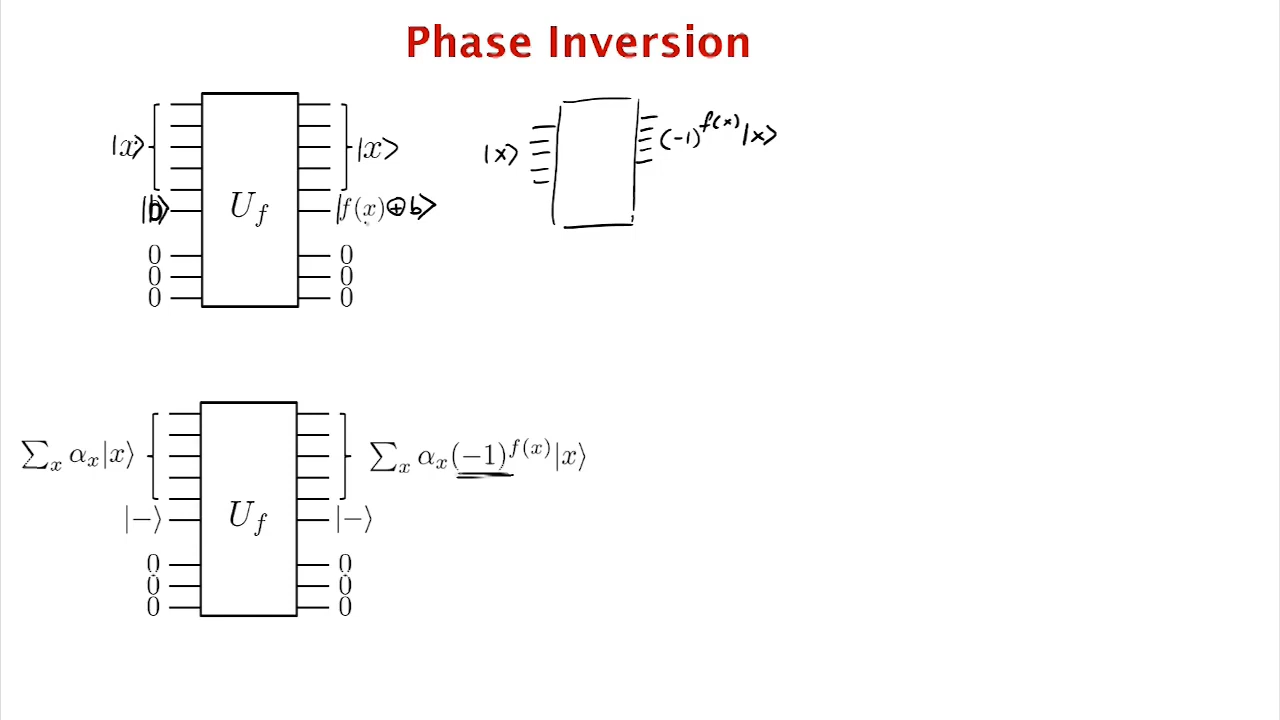 Phase Inversion
|x⟩ U_f |x⟩
|b⟩ |f(x)⊕b⟩
0 0
0 0
0 0
|x⟩ (-1)^{f(x)}|x⟩
∑_x α_x|x⟩ U_f ∑_x α_x(−1)^{f(x)}|x⟩
|−⟩ |−⟩
0 0
0 0
0 0